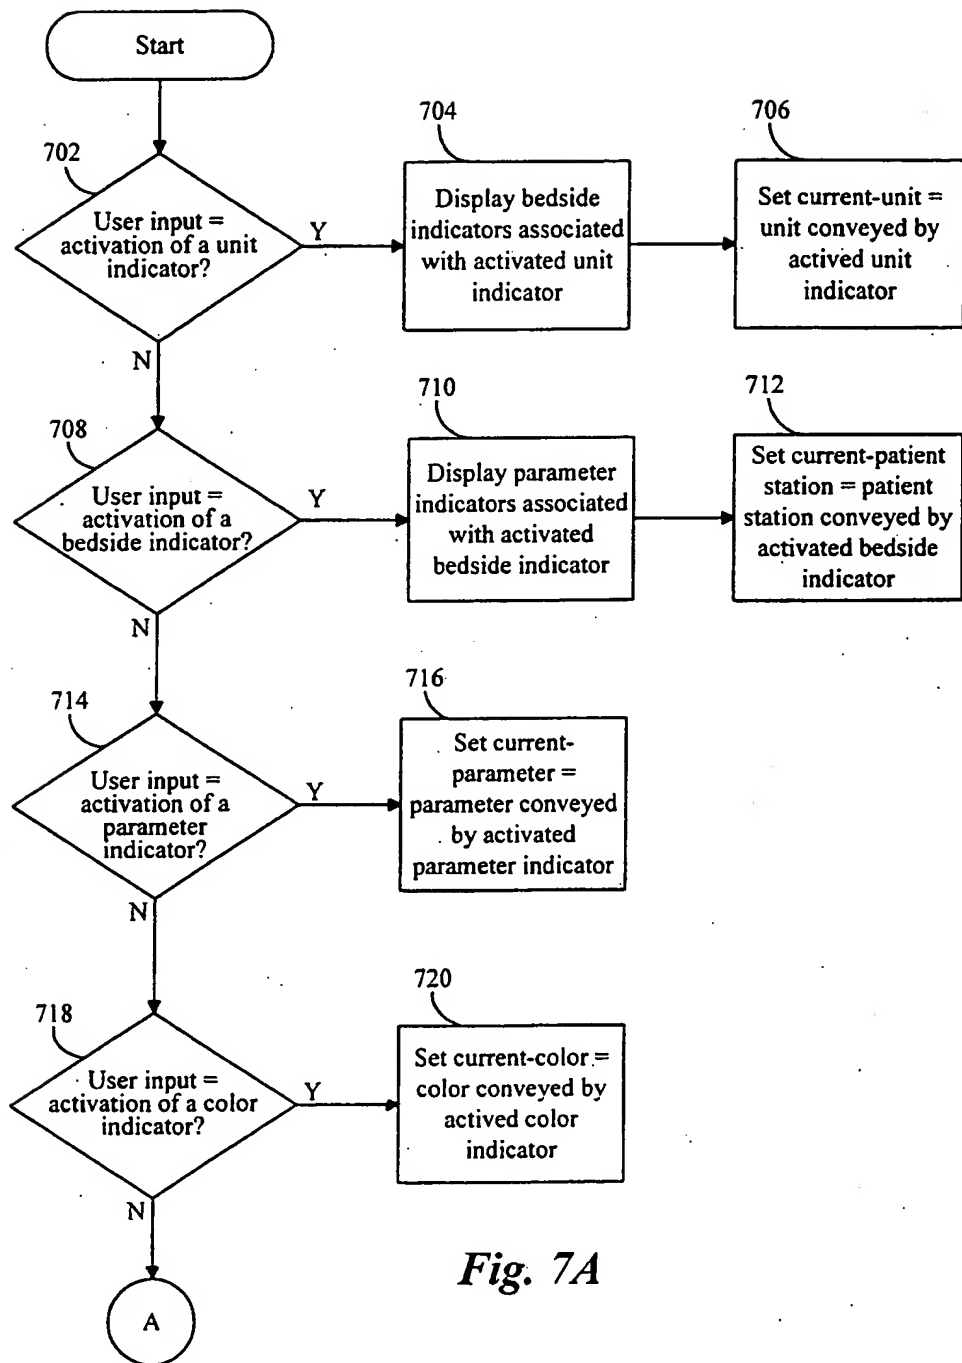 Start
702
User input =
activation of a unit
indicator?
Y
N
704
Display bedside
indicators associated
with activated unit
indicator
706
Set current-unit =
unit conveyed by
actived unit
indicator
708
User input =
activation of a
bedside indicator?
Y
N
710
Display parameter
indicators associated
with activated
bedside indicator
712
Set current-patient
station = patient
station conveyed by
activated bedside
indicator
714
User input =
activation of a
parameter
indicator?
Y
N
716
Set current-
parameter =
parameter conveyed
by activated
parameter indicator
718
User input =
activation of a color
indicator?
Y
N
720
Set current-color =
color conveyed by
actived color
indicator
A
Fig. 7A